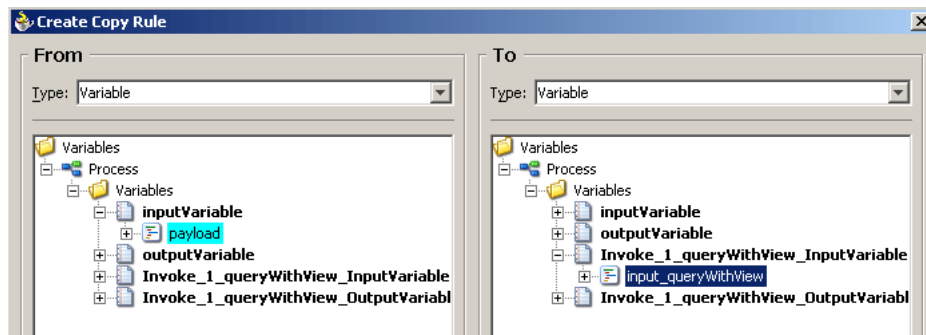 Create Copy Rule
From
Type: Variable
Variables
Process
Variables
inputVariable
payload
outputVariable
Invoke_1_queryWithView_InputVariable
Invoke_1_queryWithView_OutputVariabl
To
Type: Variable
Variables
Process
Variables
inputVariable
outputVariable
Invoke_1_queryWithView_InputVariable
input_queryWithView
Invoke_1_queryWithView_OutputVariabl